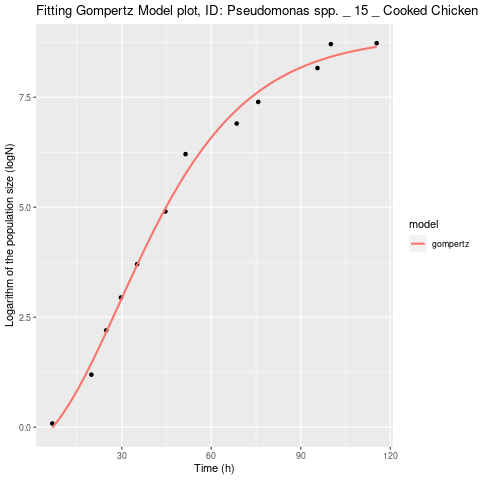 Fitting Gompertz Model plot, ID: Pseudomonas spp. _ 15 _ Cooked Chicken
Logarithm of the population size (logN)
7.5
5.0
2.5
0.0
30
60
90
120
Time (h)
model
gompertz